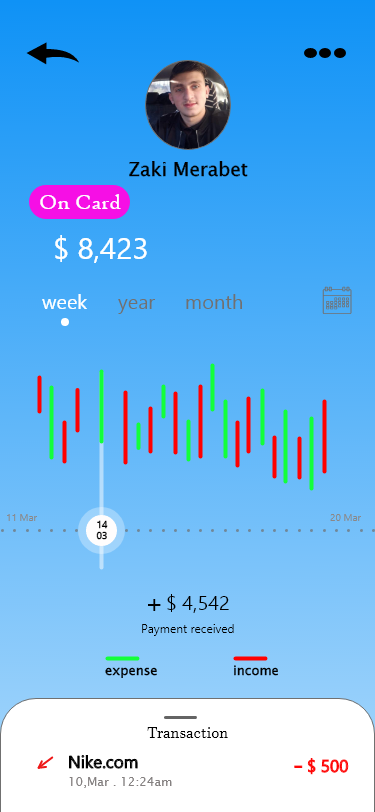 Zaki Merabet
On Card
$ 8,423
week year month
11 Mar 20 Mar
14
03
+ $ 4,542
Payment received
expense income
Transaction
Nike.com - $ 500
10,Mar . 12:24am